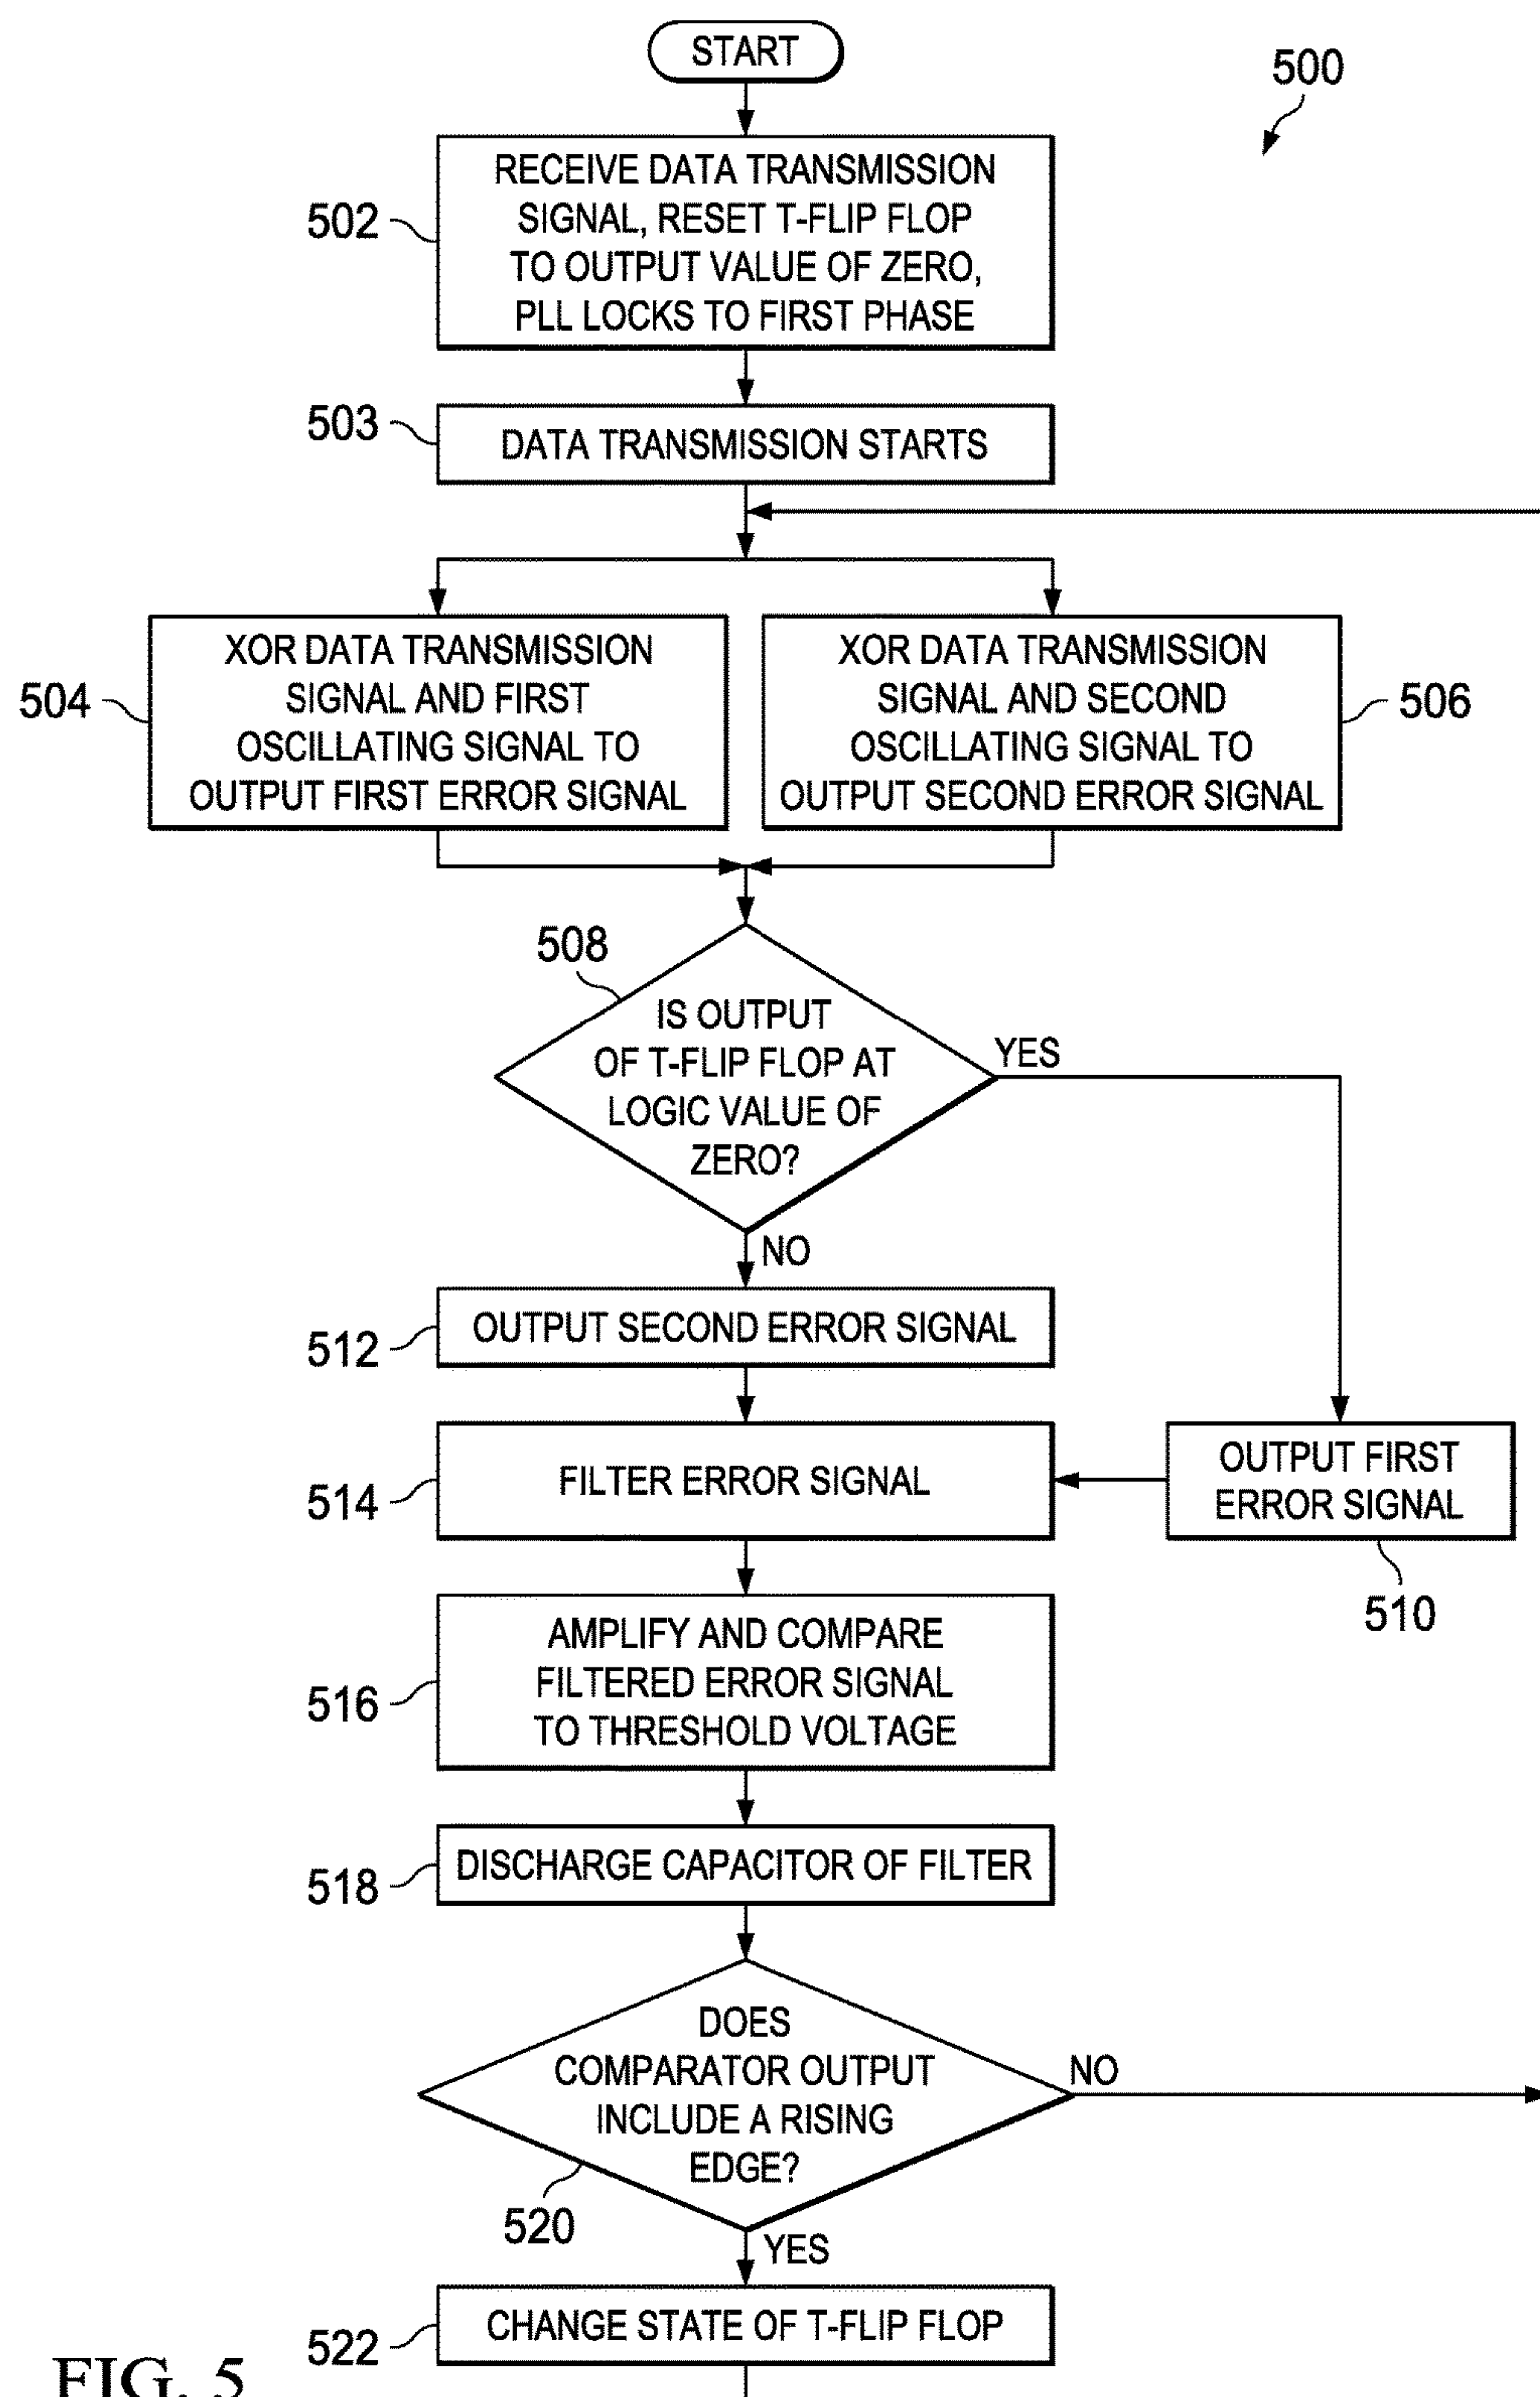 START
500
RECEIVE DATA TRANSMISSION
SIGNAL, RESET T-FLIP FLOP
TO OUTPUT VALUE OF ZERO,
PLL LOCKS TO FIRST PHASE
502
503
DATA TRANSMISSION STARTS
XOR DATA TRANSMISSION
SIGNAL AND FIRST
OSCILLATING SIGNAL TO
OUTPUT FIRST ERROR SIGNAL
504
XOR DATA TRANSMISSION
SIGNAL AND SECOND
OSCILLATING SIGNAL TO
OUTPUT SECOND ERROR SIGNAL
506
508
IS OUTPUT
OF T-FLIP FLOP AT
LOGIC VALUE OF
ZERO?
YES
NO
OUTPUT SECOND ERROR SIGNAL
512
FILTER ERROR SIGNAL
514
OUTPUT FIRST
ERROR SIGNAL
510
AMPLIFY AND COMPARE
FILTERED ERROR SIGNAL
TO THRESHOLD VOLTAGE
516
DISCHARGE CAPACITOR OF FILTER
518
DOES
COMPARATOR OUTPUT
INCLUDE A RISING
EDGE?
NO
520
YES
CHANGE STATE OF T-FLIP FLOP
522
FIG. 5